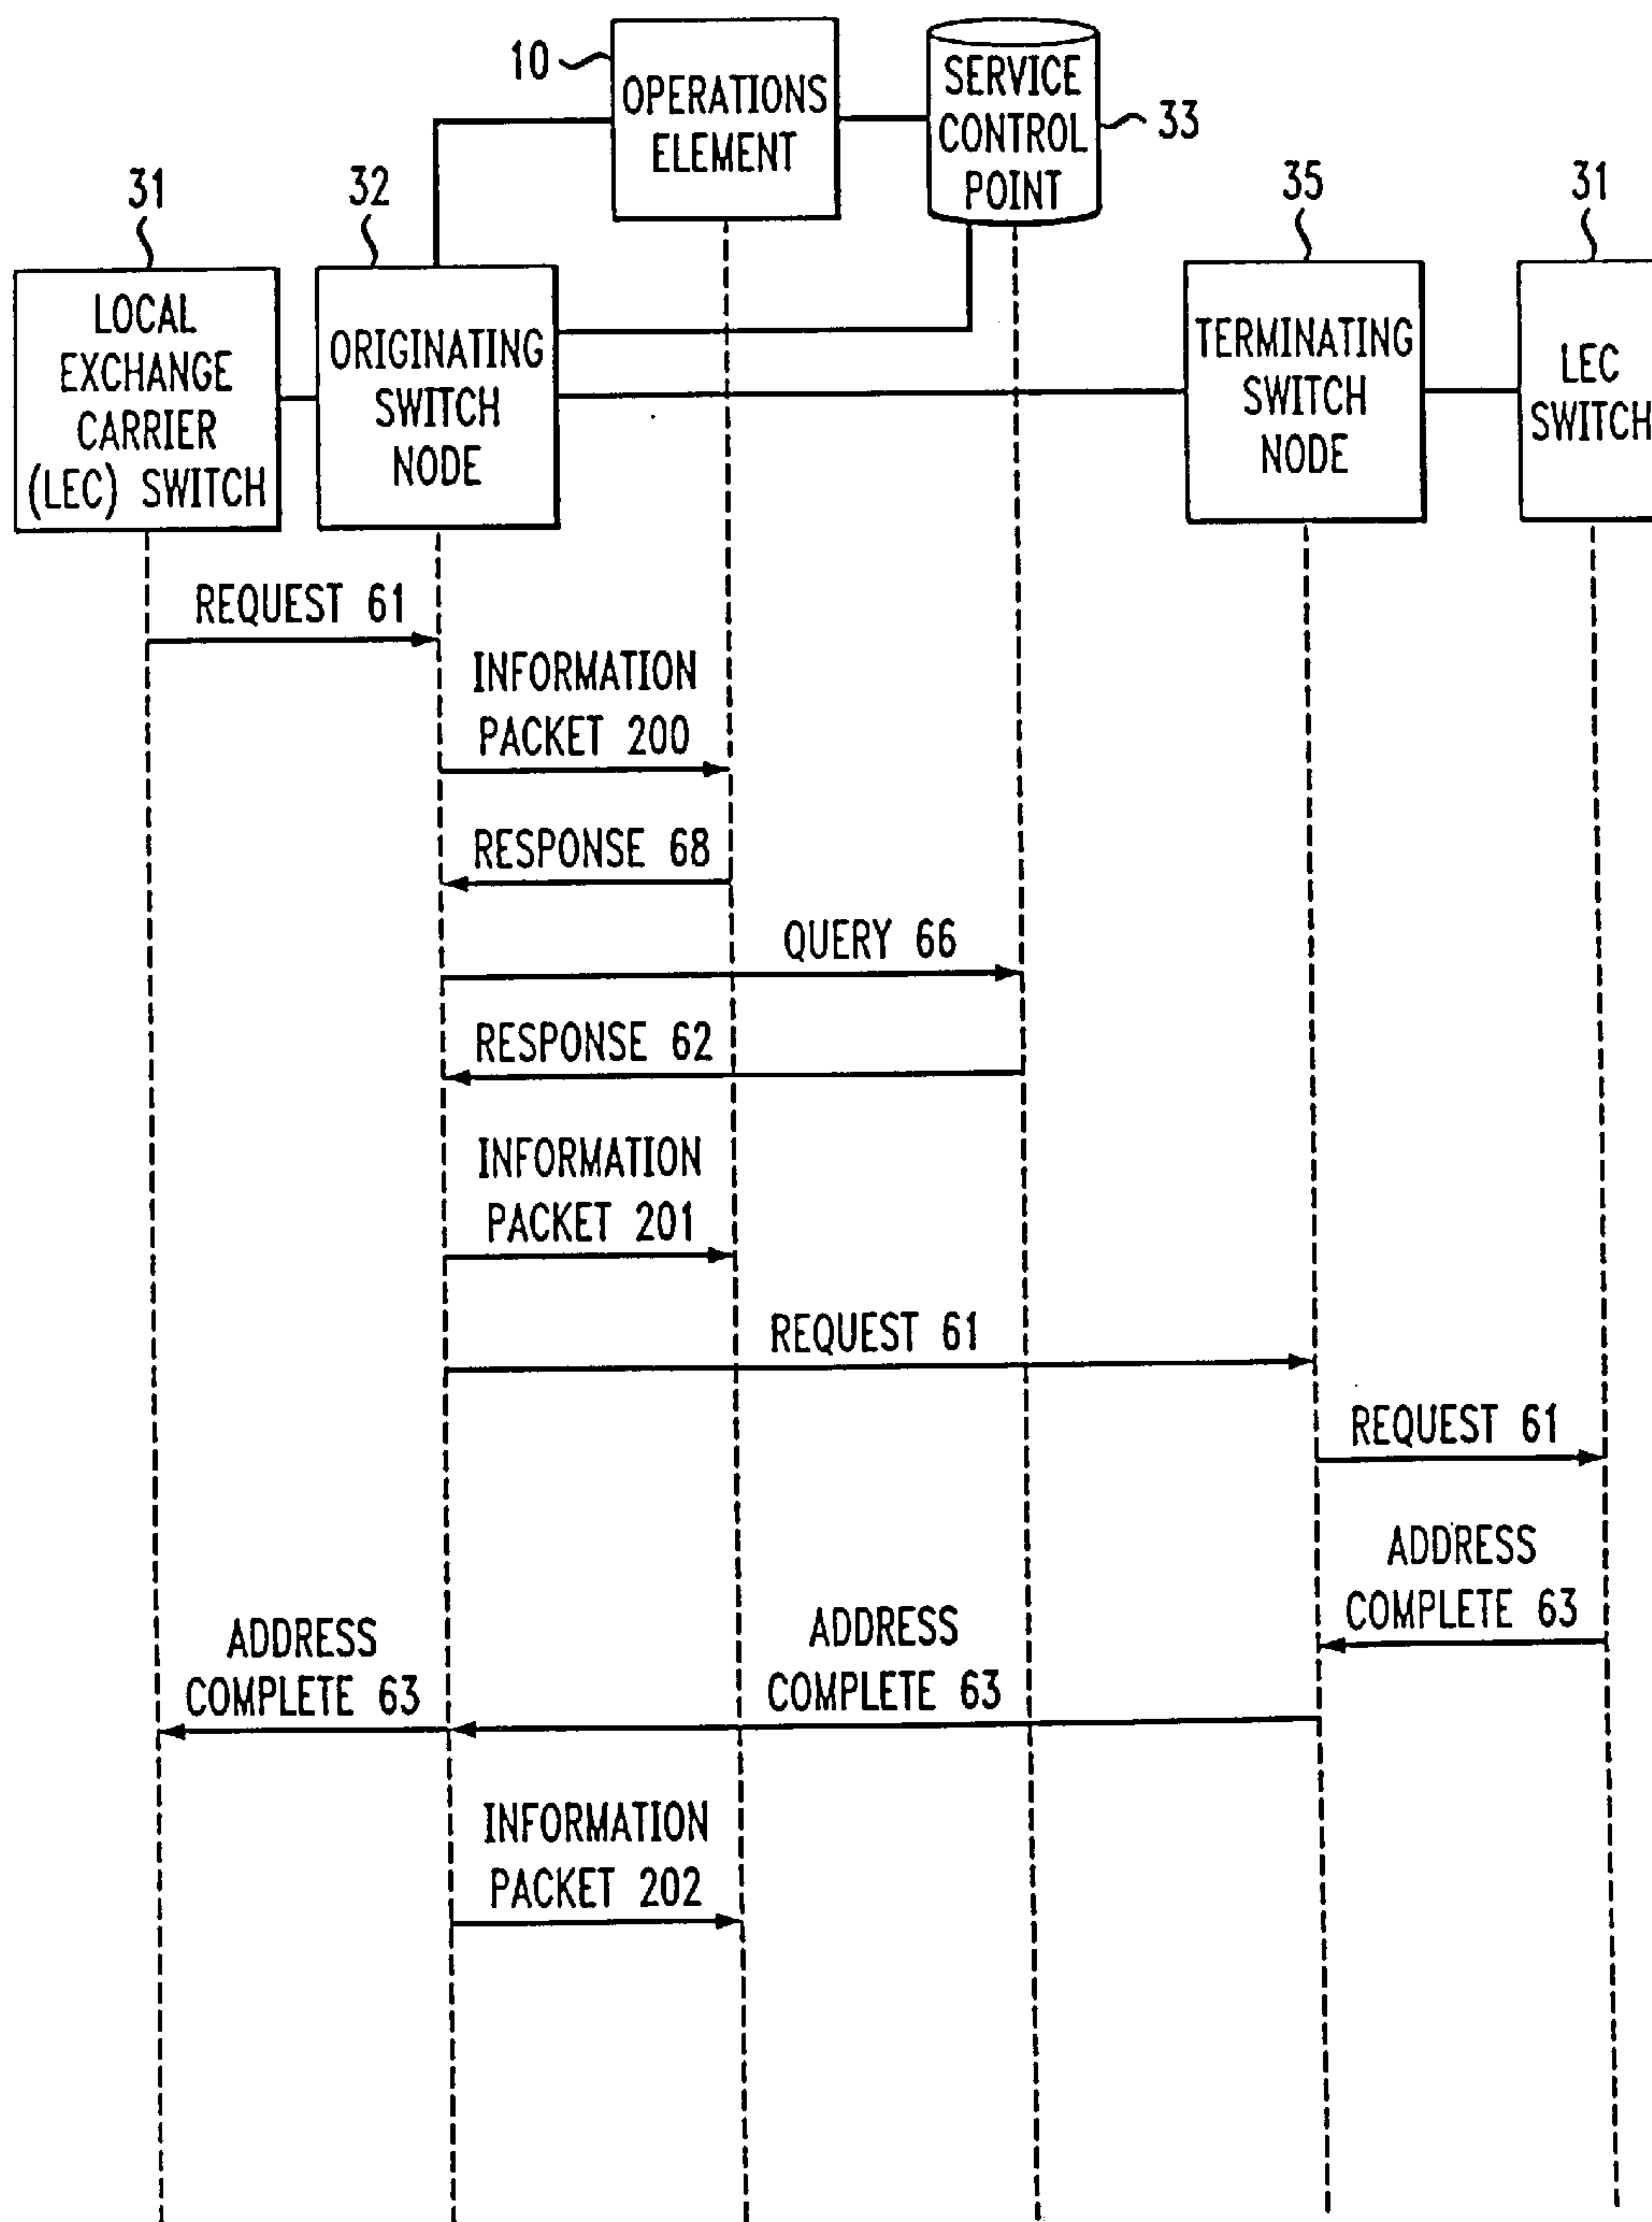 10
OPERATIONS
ELEMENT
SERVICE
CONTROL
POINT
33
31
32
35
31
LOCAL
EXCHANGE
CARRIER
(LEC) SWITCH
ORIGINATING
SWITCH
NODE
TERMINATING
SWITCH
NODE
LEC
SWITCH
REQUEST 61
INFORMATION
PACKET 200
RESPONSE 68
QUERY 66
RESPONSE 62
INFORMATION
PACKET 201
REQUEST 61
REQUEST 61
ADDRESS
COMPLETE 63
ADDRESS
COMPLETE 63
ADDRESS
COMPLETE 63
INFORMATION
PACKET 202